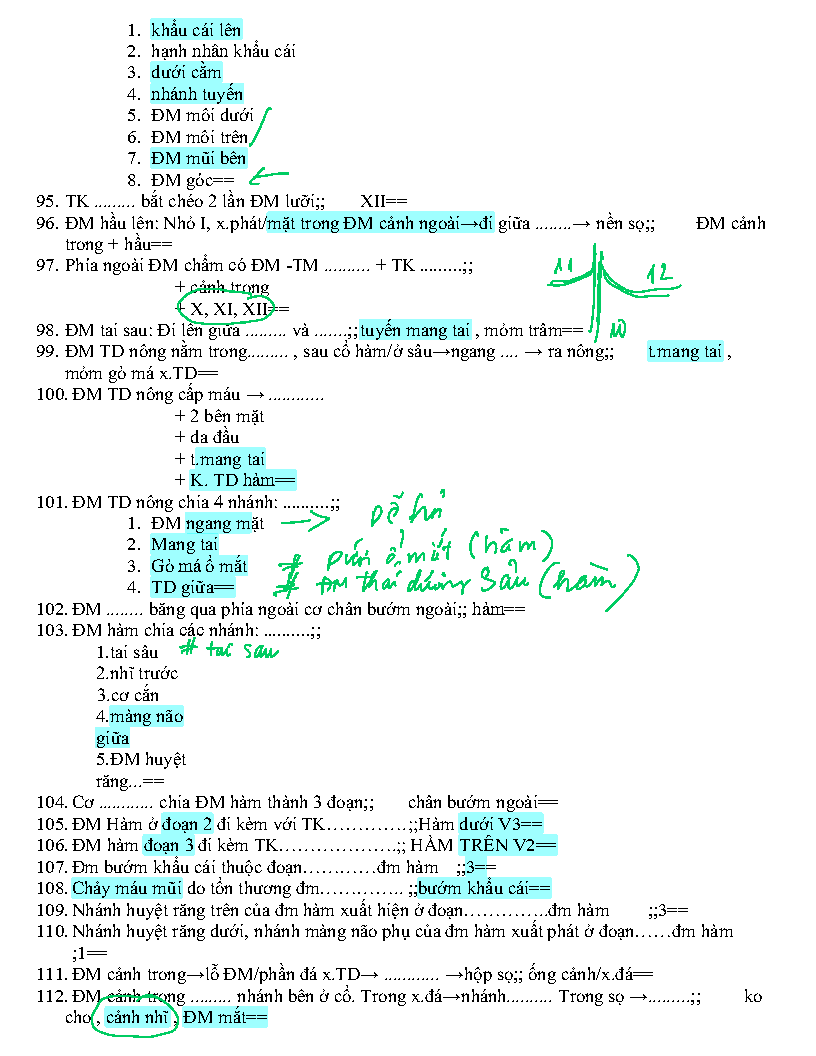 1. khẩu cái lên
2. hạnh nhân khẩu cái
3. dưới cằm
4. nhánh tuyến
5. ĐM môi dưới
6. ĐM môi trên
7. ĐM mũi bên
8. ĐM góc==
95. TK ......... bắt chéo 2 lần ĐM lưỡi;; XII==
96. ĐM hầu lên: Nhỏ I, x.phát/mặt trong ĐM cảnh ngoài→đi giữa ........→ nền sọ;; ĐM cảnh
trong + hầu==
97. Phía ngoài ĐM chẩm có ĐM -TM .......... + TK .........;;
+ cảnh trong
+ X, XI, XII==
11 12
10
98. ĐM tai sau: Đi lên giữa ......... và .......;; tuyến mang tai , mỏm trâm==
99. ĐM TD nông nằm trong......... , sau cổ hàm/ở sâu→ngang .... → ra nông;; t.mang tai ,
mỏm gò má x.TD==
100. ĐM TD nông cấp máu → ............
+ 2 bên mặt
+ da đầu
+ t.mang tai
+ K. TD hàm==
101. ĐM TD nông chia 4 nhánh: ..........;;
1. ĐM ngang mặt
2. Mang tai
3. Gò má ổ mắt
4. TD giữa==
# dưới ổ mắt (hàm)
# ĐM thái dương sâu (hàm)
102. ĐM ........ băng qua phía ngoài cơ chân bướm ngoài;; hàm==
103. ĐM hàm chia các nhánh: ..........;;
1.tai sâu # tai sau
2.nhĩ trước
3.cơ cắn
4.màng não
giữa
5.ĐM huyệt
răng...==
104. Cơ ............ chia ĐM hàm thành 3 đoạn;; chân bướm ngoài==
105. ĐM Hàm ở đoạn 2 đi kèm với TK…………;;Hàm dưới V3==
106. ĐM hàm đoạn 3 đi kèm TK……………….;; HÀM TRÊN V2==
107. Đm bướm khẩu cái thuộc đoạn…………đm hàm ;;3==
108. Chảy máu mũi do tổn thương đm………….. ;;bướm khẩu cái==
109. Nhánh huyệt răng trên của đm hàm xuất hiện ở đoạn…………..đm hàm ;;3==
110. Nhánh huyệt răng dưới, nhánh màng não phụ của đm hàm xuất phát ở đoạn……đm hàm
;1==
111. ĐM cảnh trong→lỗ ĐM/phần đá x.TD→ ............ →hộp sọ;; ống cảnh/x.đá==
112. ĐM cảnh trong ......... nhánh bên ở cổ. Trong x.đá→nhánh.......... Trong sọ →.........;; ko
cho , cảnh nhĩ , ĐM mắt==